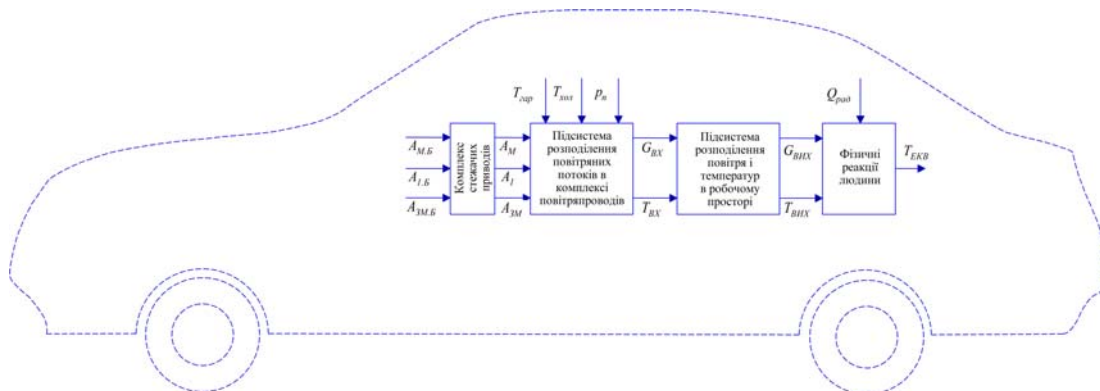 T_гар T_хол p_п
Q_рад
A_М.Б
A_І.Б
A_ЗМ.Б
Комплекс
стежачих
приводів
A_М
A_І
A_ЗМ
Підсистема
розподілення
повітряних
потоків в
комплексі
повітряпроводів
G_ВХ
T_ВХ
Підсистема
розподілення
повітря і
температур
в робочому
просторі
G_ВИХ
T_ВИХ
Фізичні
реакції
людини
T_ЕКВ